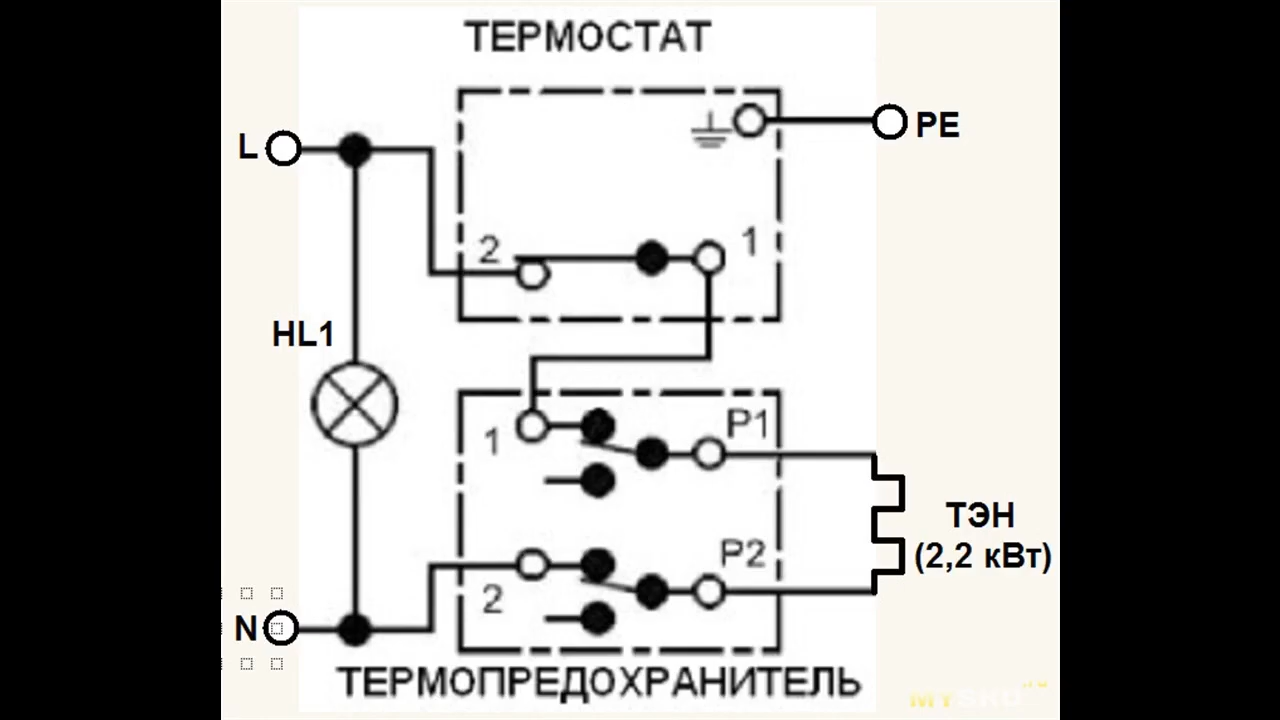 ТЕРМОСТАТ
L
PE
2
1
HL1
1
P1
ТЭН
(2,2 кВт)
P2
2
N
ТЕРМОПРЕДОХРАНИТЕЛЬ